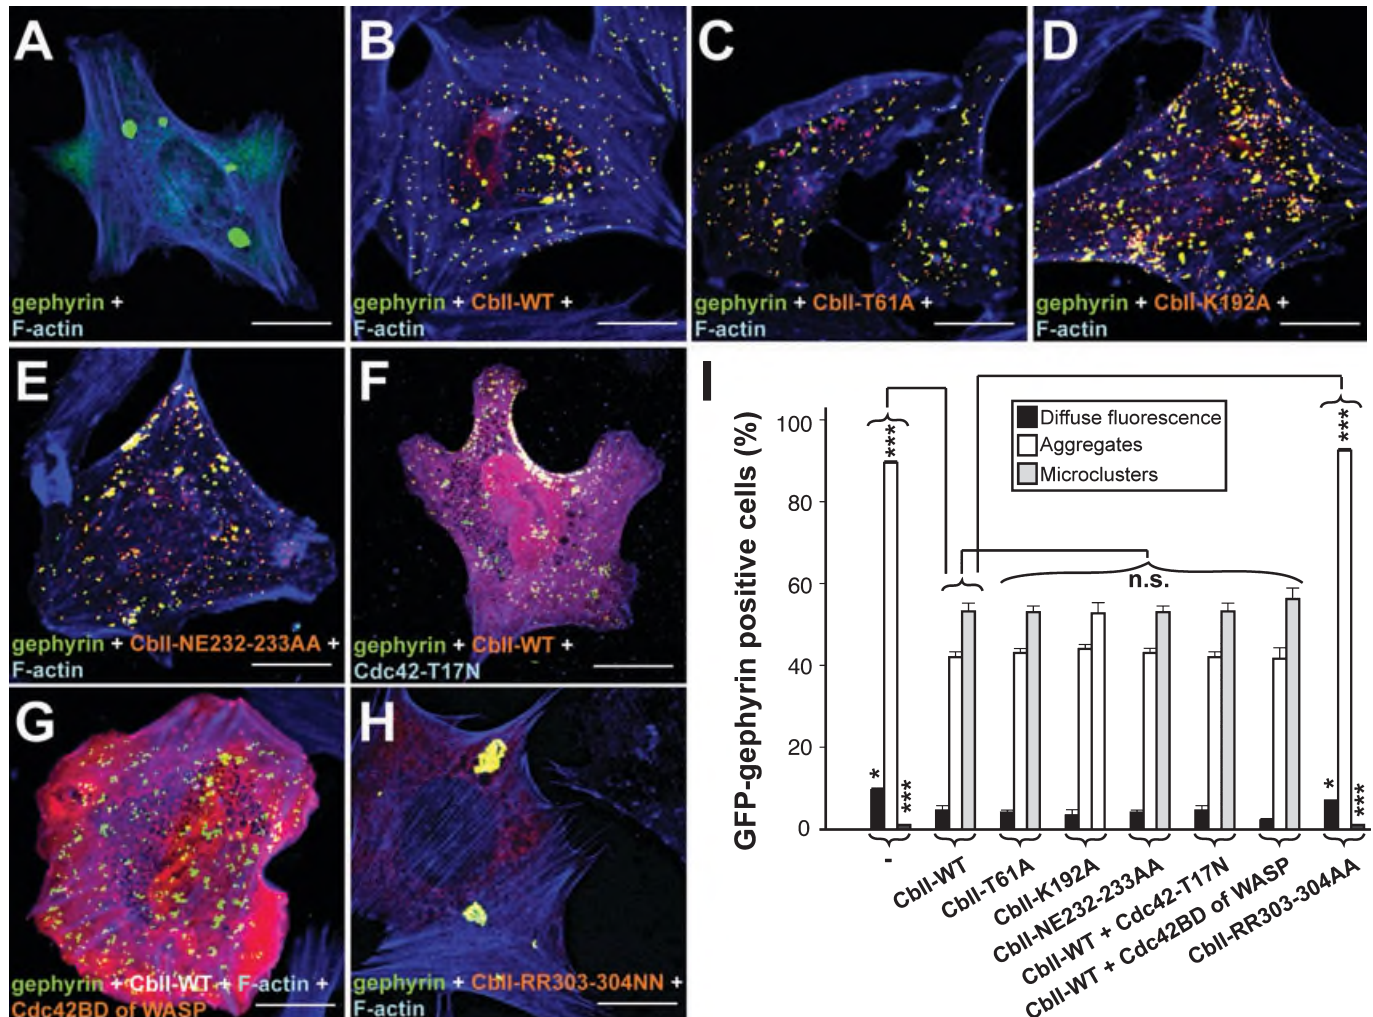 A
gephyrin +
F-actin
B
gephyrin + CbII-WT +
F-actin
C
gephyrin + CbII-T61A +
F-actin
D
gephyrin + CbII-K192A +
F-actin
E
gephyrin + CbII-NE232-233AA +
F-actin
F
gephyrin + CbII-WT +
Cdc42-T17N
G
gephyrin + CbII-WT + F-actin +
Cdc42BD of WASP
H
gephyrin + CbII-RR303-304NN +
F-actin
I
GFP-gephyrin positive cells (%)
100
80
60
40
20
0
Diffuse fluorescence
Aggregates
Microclusters
*
***
***
n.s.
*
***
***
-
CbII-WT
CbII-T61A
CbII-K192A
CbII-NE232-233AA
CbII-WT + Cdc42-T17N
CbII-WT + Cdc42BD of WASP
CbII-RR303-304AA